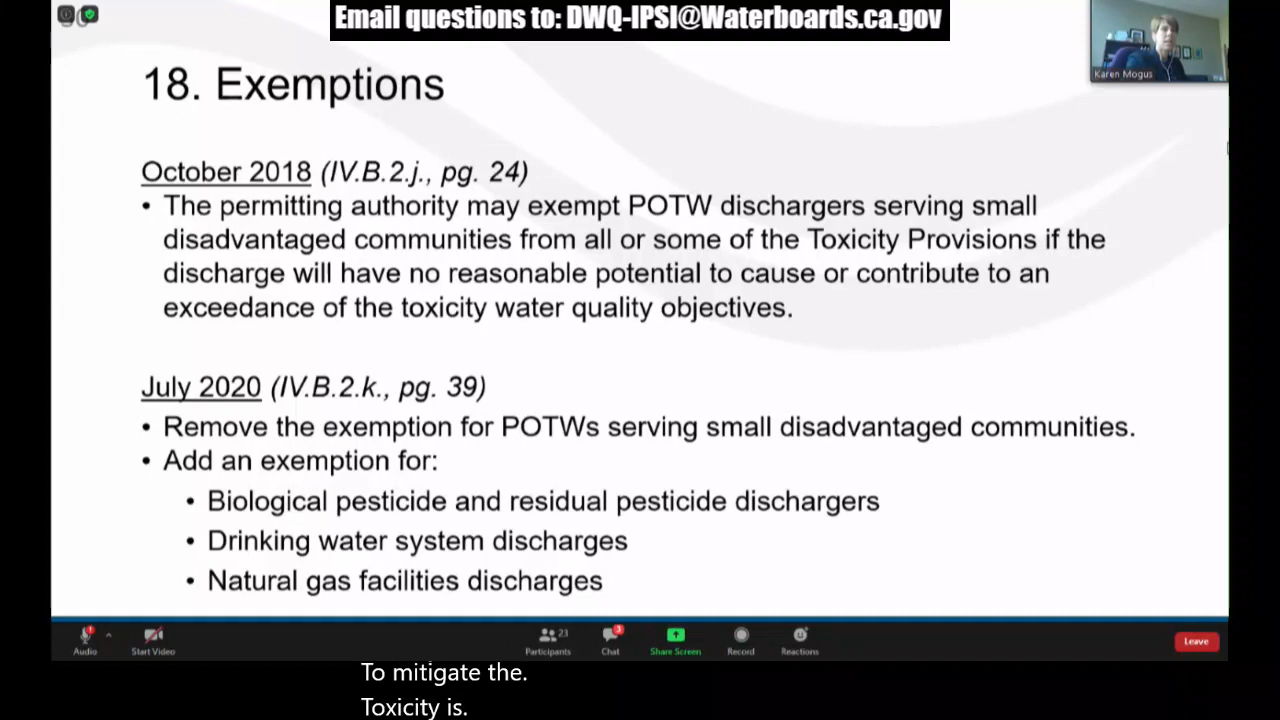 Email questions to: DWQ-IPSI@Waterboards.ca.gov
Karen Mogus
18. Exemptions
October 2018 (IV.B.2.j., pg. 24)
• The permitting authority may exempt POTW dischargers serving small
disadvantaged communities from all or some of the Toxicity Provisions if the
discharge will have no reasonable potential to cause or contribute to an
exceedance of the toxicity water quality objectives.
July 2020 (IV.B.2.k., pg. 39)
• Remove the exemption for POTWs serving small disadvantaged communities.
• Add an exemption for:
• Biological pesticide and residual pesticide dischargers
• Drinking water system discharges
• Natural gas facilities discharges
23
3
Audio
Start Video
Participants
Chat
Share Screen
Record
Reactions
Leave
To mitigate the.
Toxicity is.